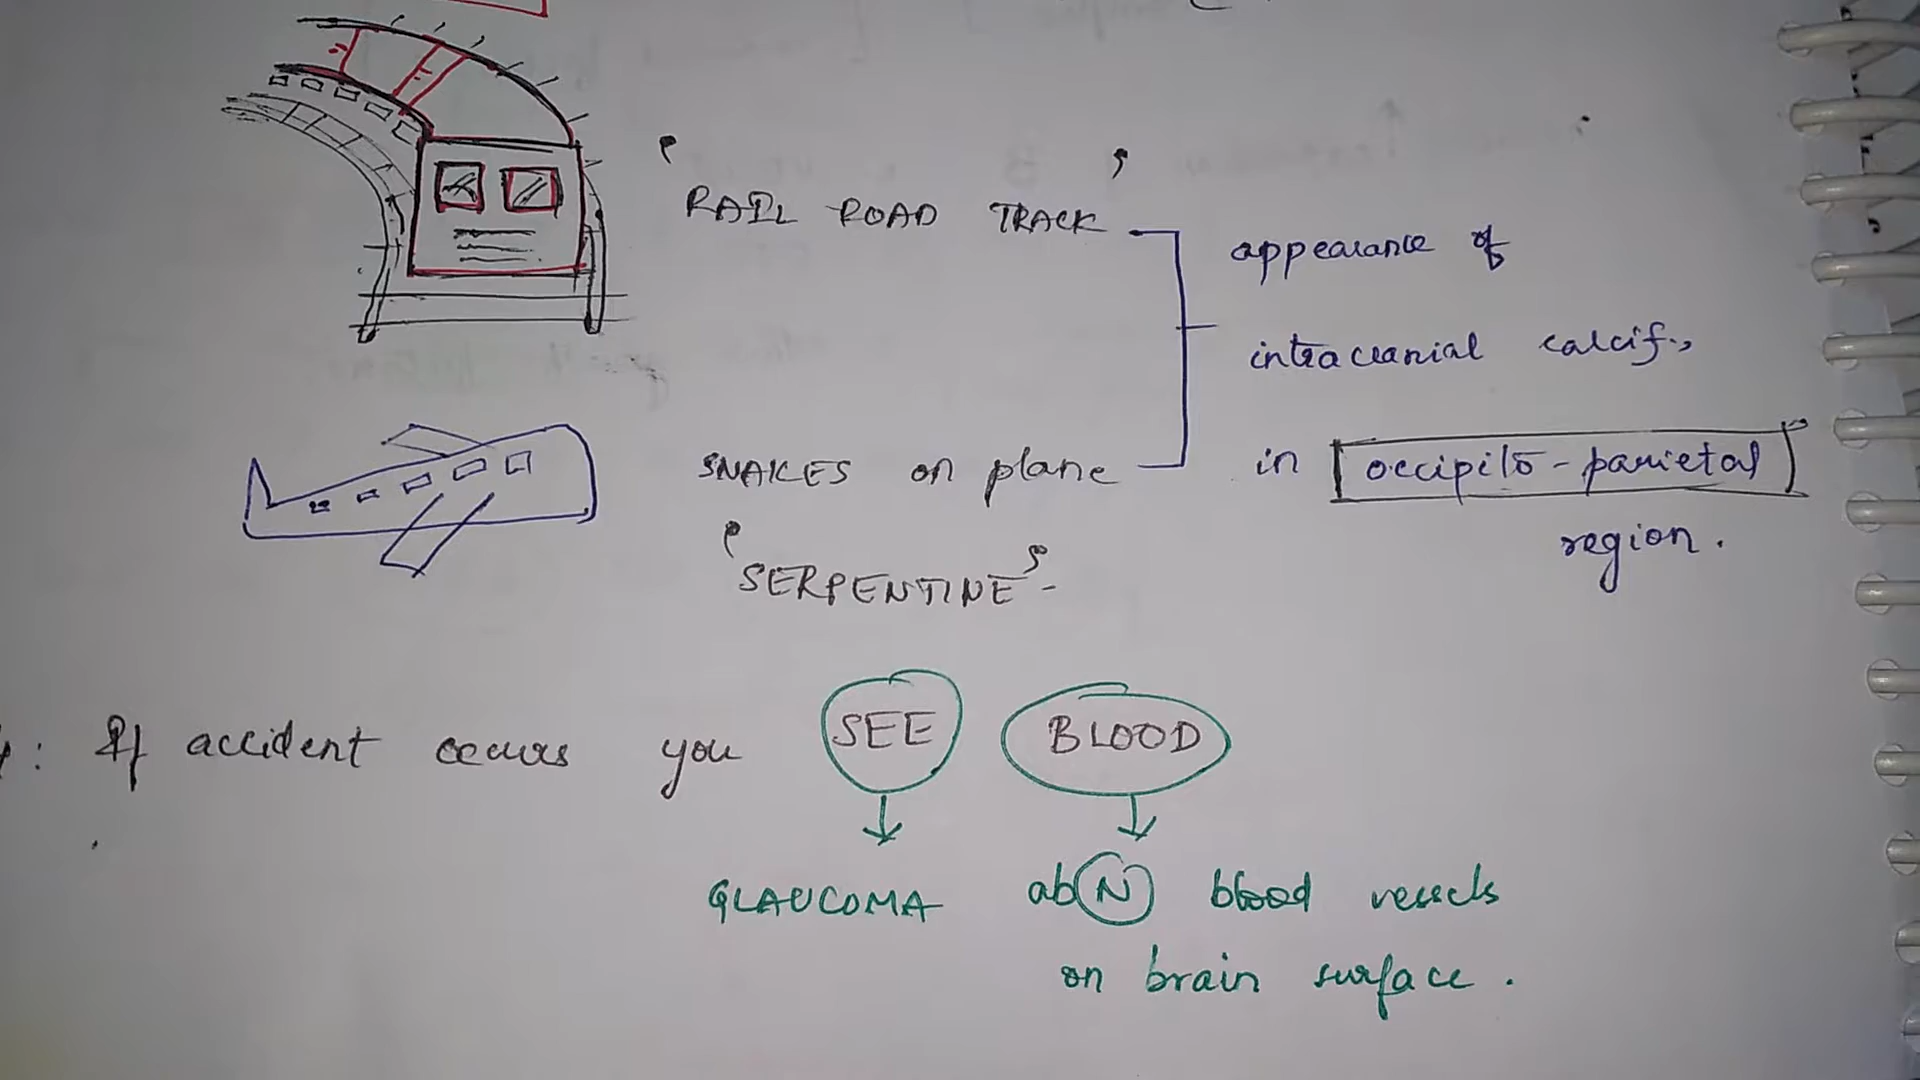 'RAIL ROAD TRACK'
appearance of
intracranial calcif.,
SNAKES on plane
in occipito-parietal
region.
'SERPENTINE'-
: If accident occurs you SEE BLOOD
GLAUCOMA ab N blood vessels
on brain surface.